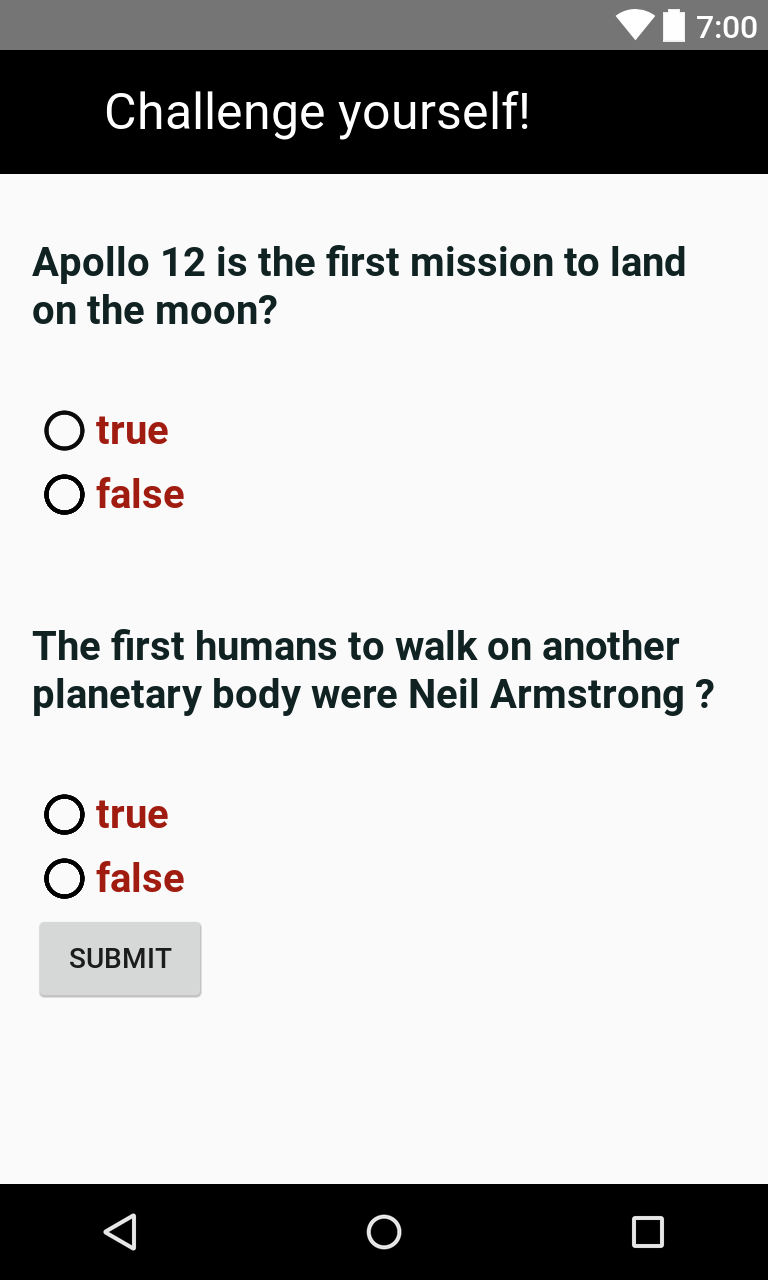 7:00
Challenge yourself!
Apollo 12 is the first mission to land
on the moon?
true
false
The first humans to walk on another
planetary body were Neil Armstrong ?
true
false
SUBMIT